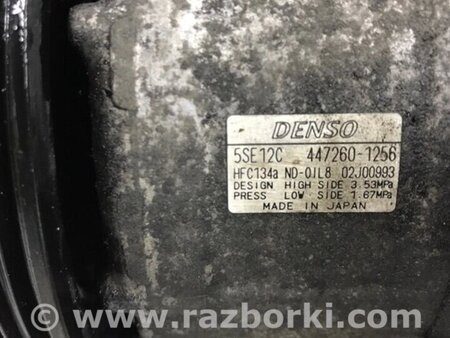 DENSO
5SE12C 447260-1256
HFC134a ND-OIL8 02J00993
DESIGN HIGH SIDE 3.53MPa
PRESS LOW SIDE 1.67MPa
MADE IN JAPAN
© www.razborki.com/